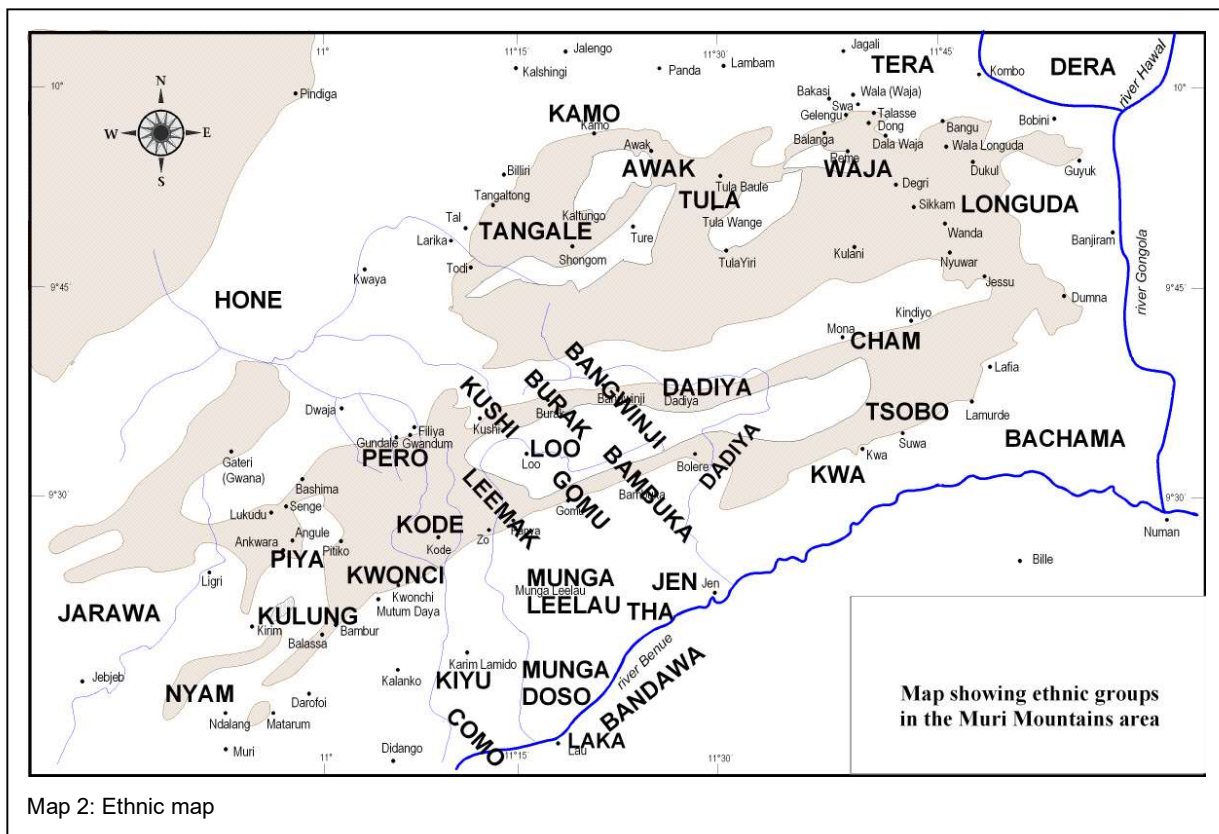 11°
11°15
11°30
11°45
Jalengo
Kalshingi
Panda
Lambam
Jagali
TERA
Kombo
DERA
river Hawal
10°
10°
N
W E
S
Pindiga
KAMO
Kamo
Bakasi
Wala (Waja)
Swa
Gelengu
Talasse
Dong
Balanga
Dala Waja
Bangu
Bobini
Awak
Reme
Wala Longuda
AWAK
WAJA
Dukul
Guyuk
Billiri
Tula Baule
Degri
TULA
Tangaltong
Tula Wange
Sikkam
LONGUDA
Kaltungo
Tal
Ture
Wanda
Banjiram
TANGALE
Larika
Shongom
TulaYiri
Kulani
Nyuwar
Todi
Kwaya
Jessu
river Gongola
9°45
9°45
HONE
Dumna
Kindiyo
Mona
CHAM
BANGWINJI
Lafia
KUSHI
BURAK
DADIYA
Bangwinji
Dadiya
Dwaja
Burak
TSOBO
Lamurde
Kushi
Filiya
Gundale
Gwandum
BACHAMA
Suwa
LOO
PERO
Loo
Gateri
(Gwana)
Bolere
DADIYA
Kwa
KWA
LEEMAK
GOMU
BAMBUKA
Bashima
9°30
9°30
Bambuka
Gomu
Lukudu
Senge
KODE
Numan
Zo
Angule
Ankwara
Pitiko
Kode
PIYA
Bille
KWONCI
Ligri
MUNGA
LEELAU
Munga Leelau
JEN
Jen
Kwonchi
Mutum Daya
JARAWA
KULUNG
THA
Kirim
Bambur
Balassa
river Benue
Karim Lamido
KIYU
MUNGA
DOSO
BANDAWA
Jebjeb
Kalanko
NYAM
Darofoi
Ndalang
Matarum
COMO
LAKA
Lau
Muri
Didango
11°
11°15
11°30
Map showing ethnic groups
in the Muri Mountains area
Map 2: Ethnic map